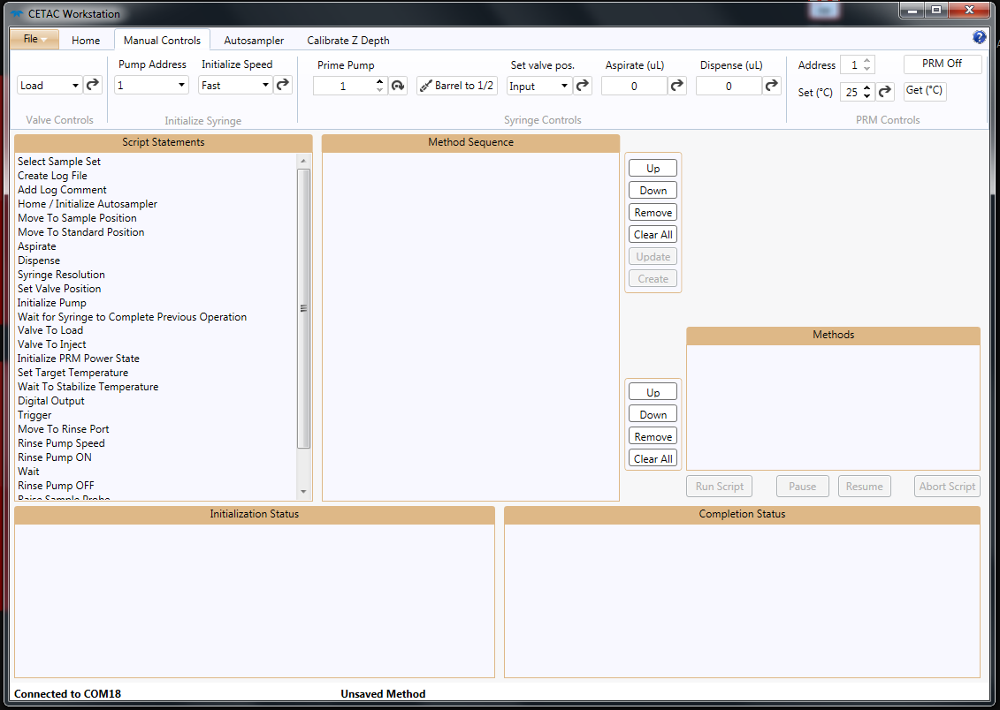 CETAC Workstation
File
Home
Manual Controls
Autosampler
Calibrate Z Depth
Pump Address
Initialize Speed
Prime Pump
Set valve pos.
Aspirate (uL)
Dispense (uL)
Address
1
PRM Off
Load
1
Fast
1
Barrel to 1/2
Input
0
0
Set (°C)
25
Get (°C)
Valve Controls
Initialize Syringe
Syringe Controls
PRM Controls
Script Statements
Select Sample Set
Create Log File
Add Log Comment
Home / Initialize Autosampler
Move To Sample Position
Move To Standard Position
Aspirate
Dispense
Syringe Resolution
Set Valve Position
Initialize Pump
Wait for Syringe to Complete Previous Operation
Valve To Load
Valve To Inject
Initialize PRM Power State
Set Target Temperature
Wait To Stabilize Temperature
Digital Output
Trigger
Move To Rinse Port
Rinse Pump Speed
Rinse Pump ON
Wait
Rinse Pump OFF
Raise Sample Probe
Method Sequence
Up
Down
Remove
Clear All
Update
Create
Methods
Up
Down
Remove
Clear All
Run Script
Pause
Resume
Abort Script
Initialization Status
Completion Status
Connected to COM18
Unsaved Method